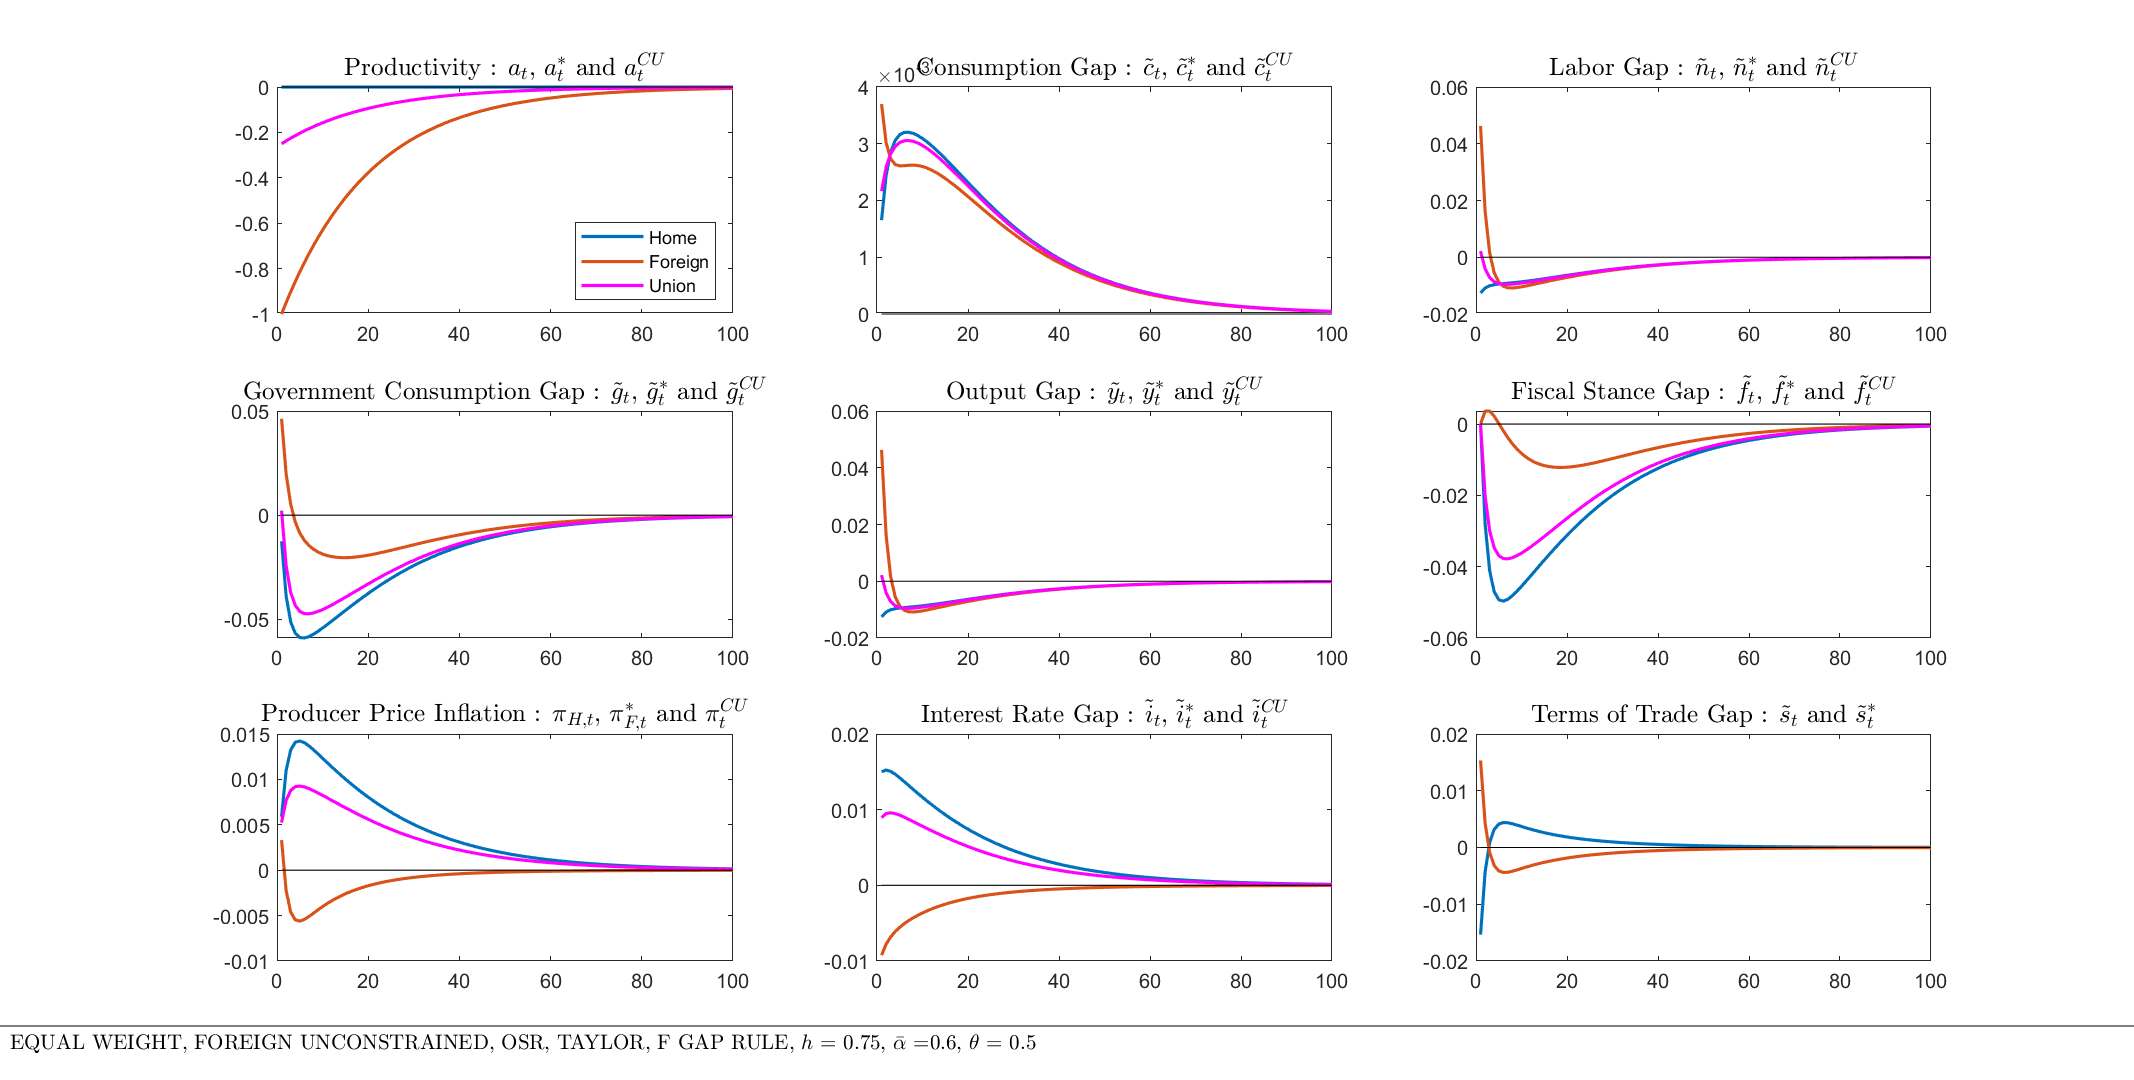 Productivity : a_t, a_t^* and a_t^{CU}
0
-0.2
-0.4
-0.6
-0.8
-1
0 20 40 60 80 100
Home
Foreign
Union
×10
Consumption Gap : c̃_t, c̃_t^* and c̃_t^{CU}
4
3
2
1
0
0 20 40 60 80 100
Labor Gap : ñ_t, ñ_t^* and ñ_t^{CU}
0.06
0.04
0.02
0
-0.02
0 20 40 60 80 100
Government Consumption Gap : g̃_t, g̃_t^* and g̃_t^{CU}
0.05
0
-0.05
0 20 40 60 80 100
Output Gap : ỹ_t, ỹ_t^* and ỹ_t^{CU}
0.06
0.04
0.02
0
-0.02
0 20 40 60 80 100
Fiscal Stance Gap : f̃_t, f̃_t^* and f̃_t^{CU}
0
-0.02
-0.04
-0.06
0 20 40 60 80 100
Producer Price Inflation : π_{H,t}, π_{F,t}^* and π_t^{CU}
0.015
0.01
0.005
0
-0.005
-0.01
0 20 40 60 80 100
Interest Rate Gap : ĩ_t, ĩ_t^* and ĩ_t^{CU}
0.02
0.01
0
-0.01
0 20 40 60 80 100
Terms of Trade Gap : s̃_t and s̃_t^*
0.02
0.01
0
-0.01
-0.02
0 20 40 60 80 100
EQUAL WEIGHT, FOREIGN UNCONSTRAINED, OSR, TAYLOR, F GAP RULE, h = 0.75, ᾱ =0.6, θ = 0.5